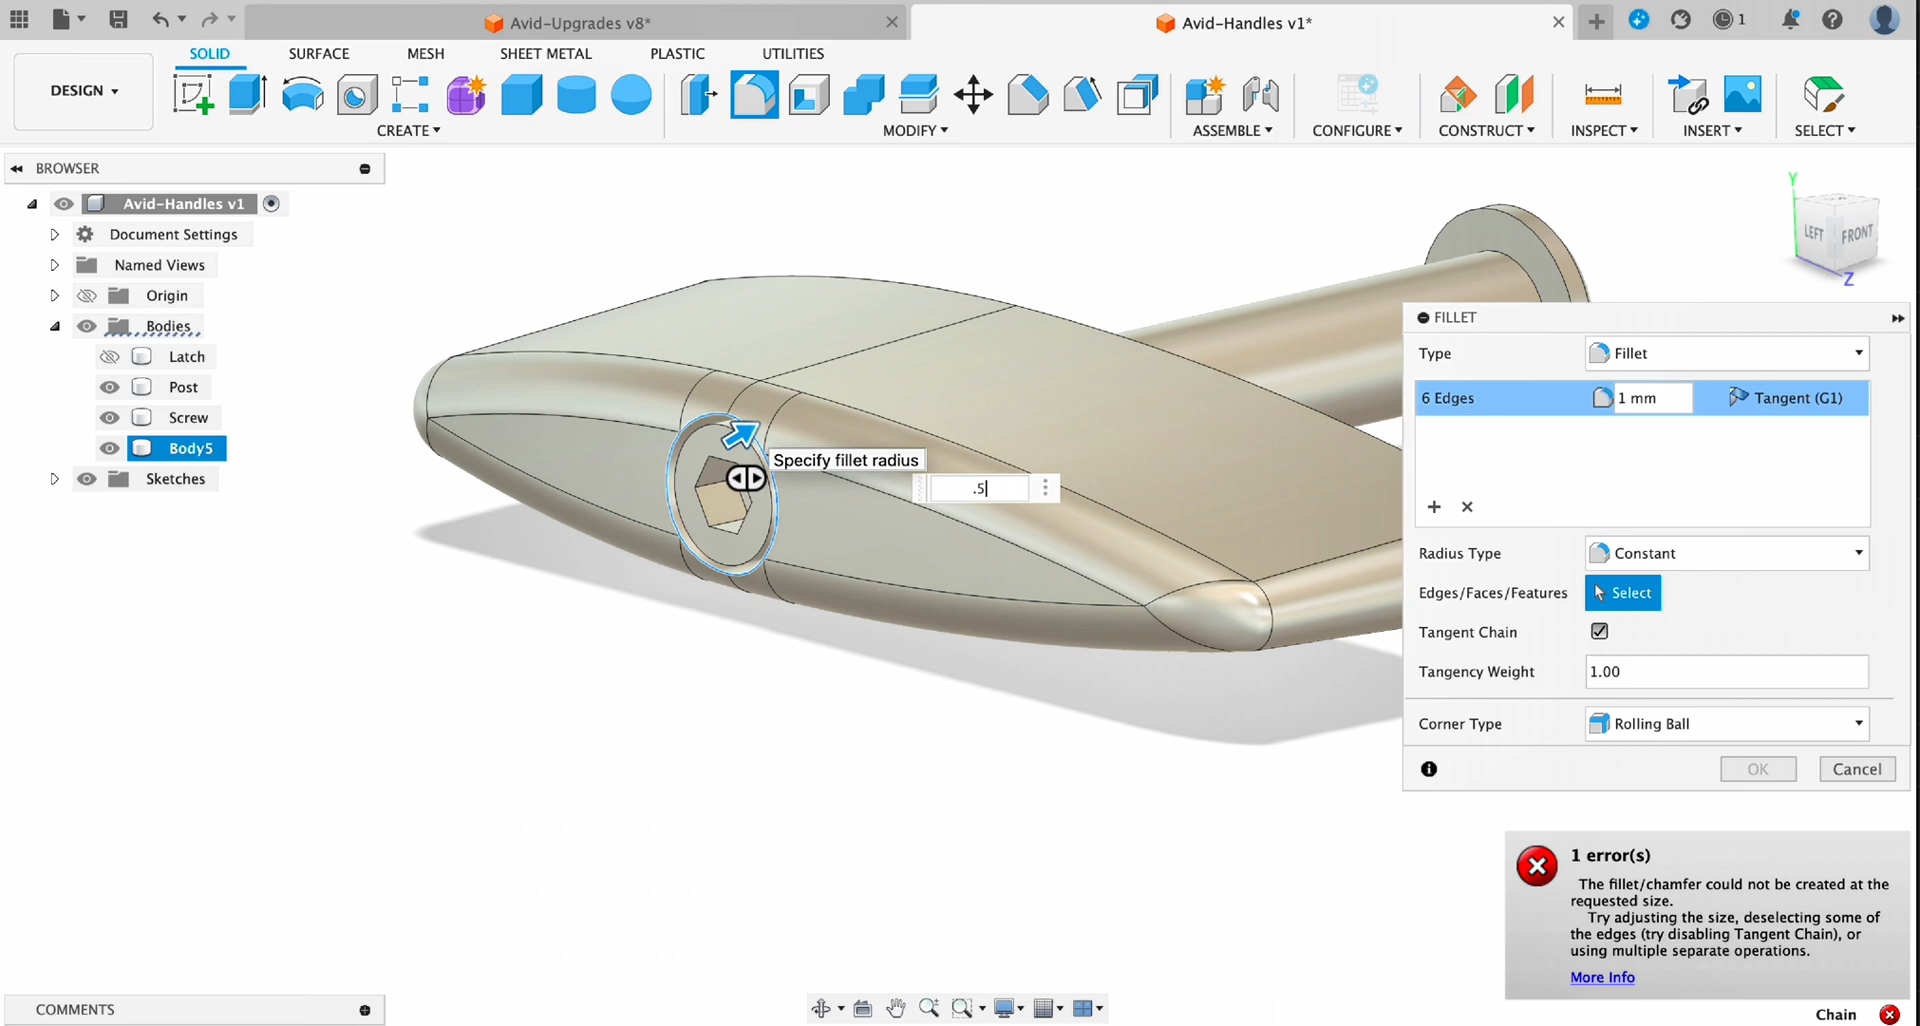 Avid-Upgrades v8*
Avid-Handles v1*
1
DESIGN
SOLID
SURFACE
MESH
SHEET METAL
PLASTIC
UTILITIES
CREATE
MODIFY
ASSEMBLE
CONFIGURE
CONSTRUCT
INSPECT
INSERT
SELECT
BROWSER
Avid-Handles v1
Document Settings
Named Views
Origin
Bodies
Latch
Post
Screw
Body5
Sketches
Y
LEFT
FRONT
Z
Specify fillet radius
.5
FILLET
Type
Fillet
6 Edges
1 mm
Tangent (G1)
Radius Type
Constant
Edges/Faces/Features
Select
Tangent Chain
Tangency Weight
1.00
Corner Type
Rolling Ball
OK
Cancel
1 error(s)
The fillet/chamfer could not be created at the
requested size.
Try adjusting the size, deselecting some of
the edges (try disabling Tangent Chain), or
using multiple separate operations.
More Info
COMMENTS
Chain